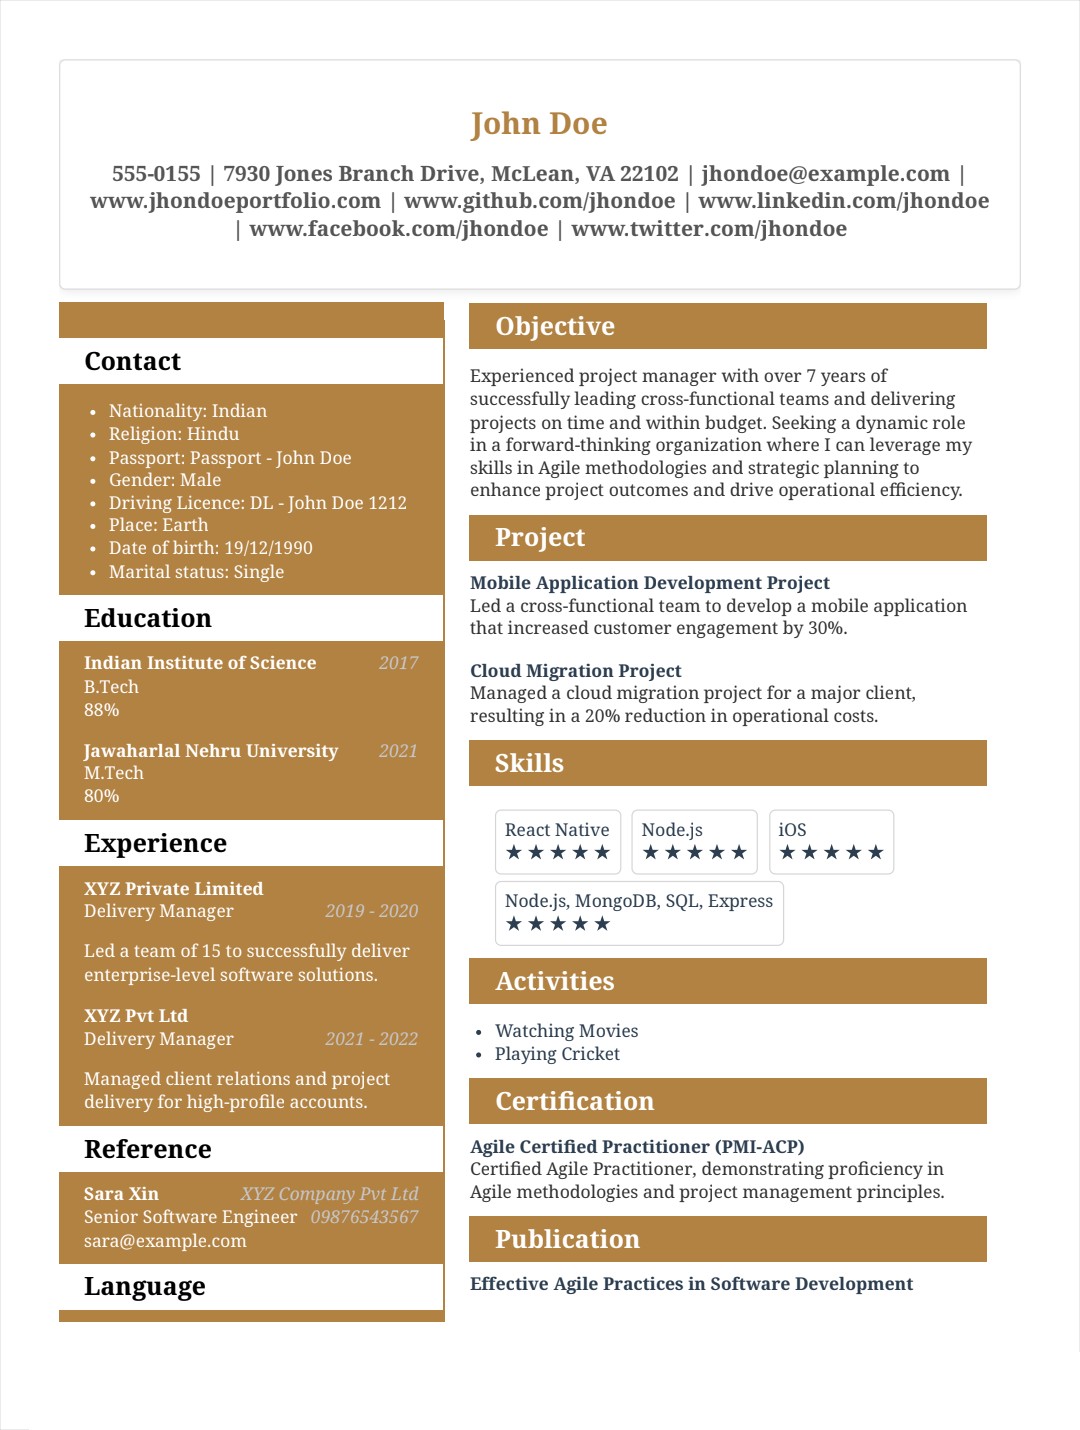 John Doe
555-0155 | 7930 Jones Branch Drive, McLean, VA 22102 | jhondoe@example.com |
www.jhondoeportfolio.com | www.github.com/jhondoe | www.linkedin.com/jhondoe
| www.facebook.com/jhondoe | www.twitter.com/jhondoe
Contact
• Nationality: Indian
• Religion: Hindu
• Passport: Passport - John Doe
• Gender: Male
• Driving Licence: DL - John Doe 1212
• Place: Earth
• Date of birth: 19/12/1990
• Marital status: Single
Education
Indian Institute of Science 2017
B.Tech
88%
Jawaharlal Nehru University 2021
M.Tech
80%
Experience
XYZ Private Limited
Delivery Manager 2019 - 2020
Led a team of 15 to successfully deliver
enterprise-level software solutions.
XYZ Pvt Ltd
Delivery Manager 2021 - 2022
Managed client relations and project
delivery for high-profile accounts.
Reference
Sara Xin XYZ Company Pvt Ltd
Senior Software Engineer 09876543567
sara@example.com
Language
Objective
Experienced project manager with over 7 years of
successfully leading cross-functional teams and delivering
projects on time and within budget. Seeking a dynamic role
in a forward-thinking organization where I can leverage my
skills in Agile methodologies and strategic planning to
enhance project outcomes and drive operational efficiency.
Project
Mobile Application Development Project
Led a cross-functional team to develop a mobile application
that increased customer engagement by 30%.
Cloud Migration Project
Managed a cloud migration project for a major client,
resulting in a 20% reduction in operational costs.
Skills
React Native Node.js iOS
★★★★★ ★★★★★ ★★★★★
Node.js, MongoDB, SQL, Express
★★★★★
Activities
• Watching Movies
• Playing Cricket
Certification
Agile Certified Practitioner (PMI-ACP)
Certified Agile Practitioner, demonstrating proficiency in
Agile methodologies and project management principles.
Publication
Effective Agile Practices in Software Development